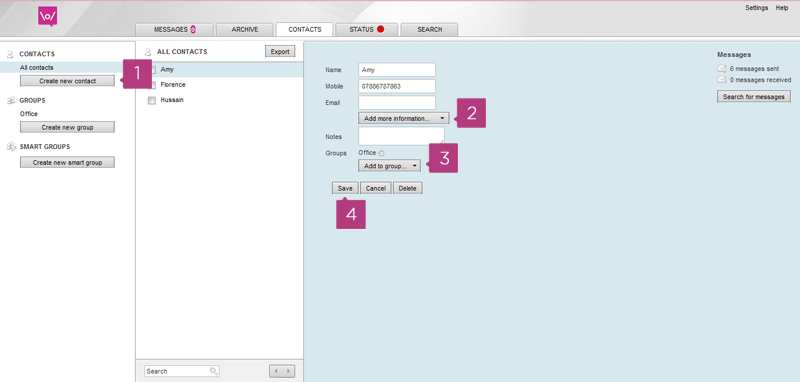 Settings Help
\o/
MESSAGES 0 ARCHIVE CONTACTS STATUS SEARCH
CONTACTS
All contacts
Create new contact
1
GROUPS
Office
Create new group
SMART GROUPS
Create new smart group
ALL CONTACTS Export
Amy
Florence
Hussain
Search
Name Amy
Mobile 07886787863
Email
Add more information...
2
Notes
Groups Office
Add to group...
3
Save Cancel Delete
4
Messages
6 messages sent
0 messages received
Search for messages